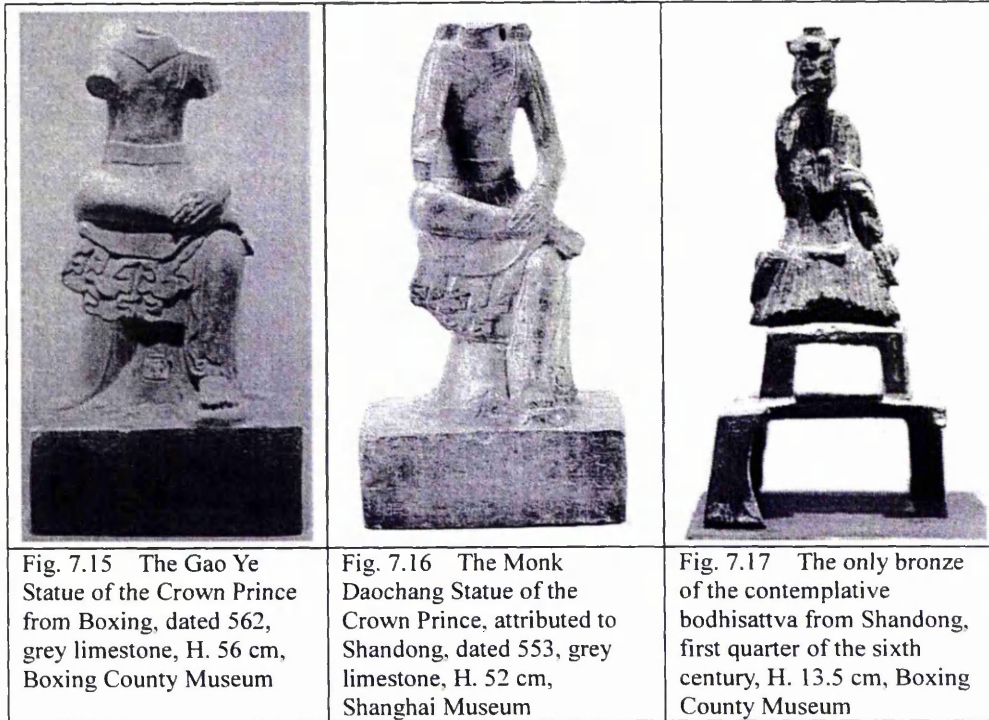 Fig. 7.15 The Gao Ye
Statue of the Crown Prince
from Boxing, dated 562,
grey limestone, H. 56 cm,
Boxing County Museum
Fig. 7.16 The Monk
Daochang Statue of the
Crown Prince, attributed to
Shandong, dated 553, grey
limestone, H. 52 cm,
Shanghai Museum
Fig. 7.17 The only bronze
of the contemplative
bodhisattva from Shandong,
first quarter of the sixth
century, H. 13.5 cm, Boxing
County Museum